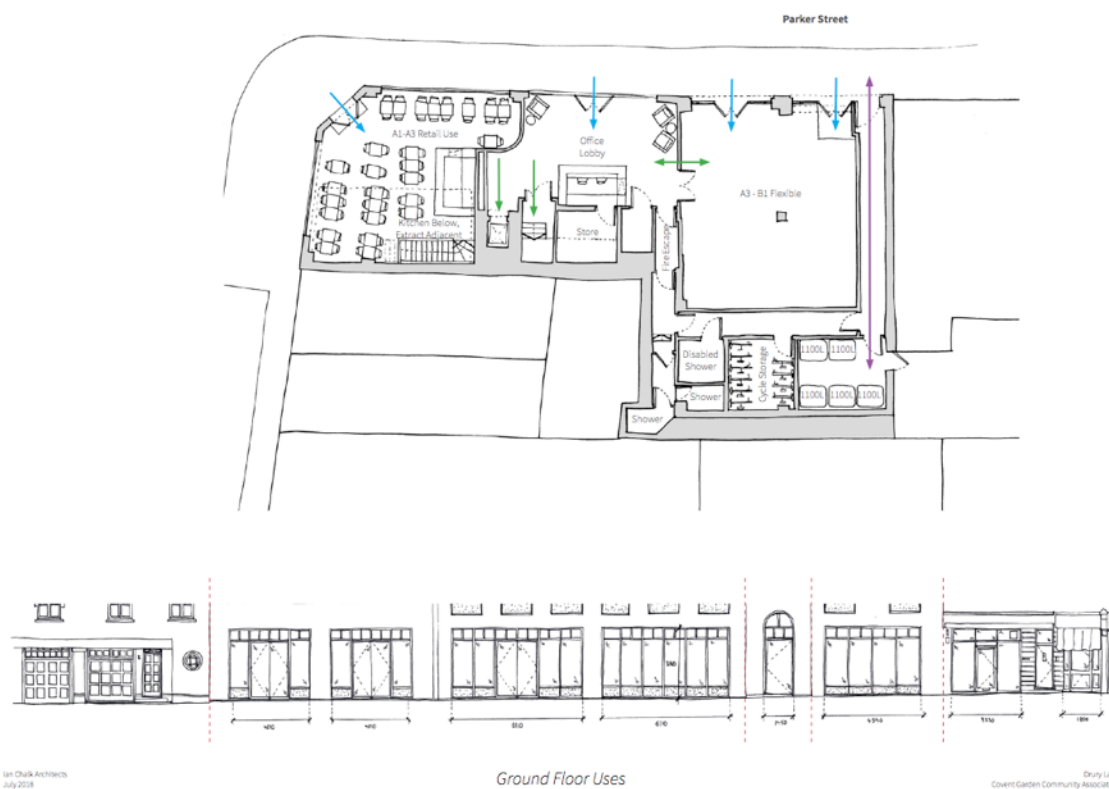 Parker Street
A1-A3 Retail Use
Office
Lobby
A3 - B1 Flexible
Kitchen Below,
Extract Adjacent
Store
Fire Escape
Disabled
Shower
Cycle Storage
1100L 1100L
Shower
1100L 1100L 1100L
Shower
Ian Chalk Architects
July 2018
Ground Floor Uses
Drury L
Covent Garden Community Associat